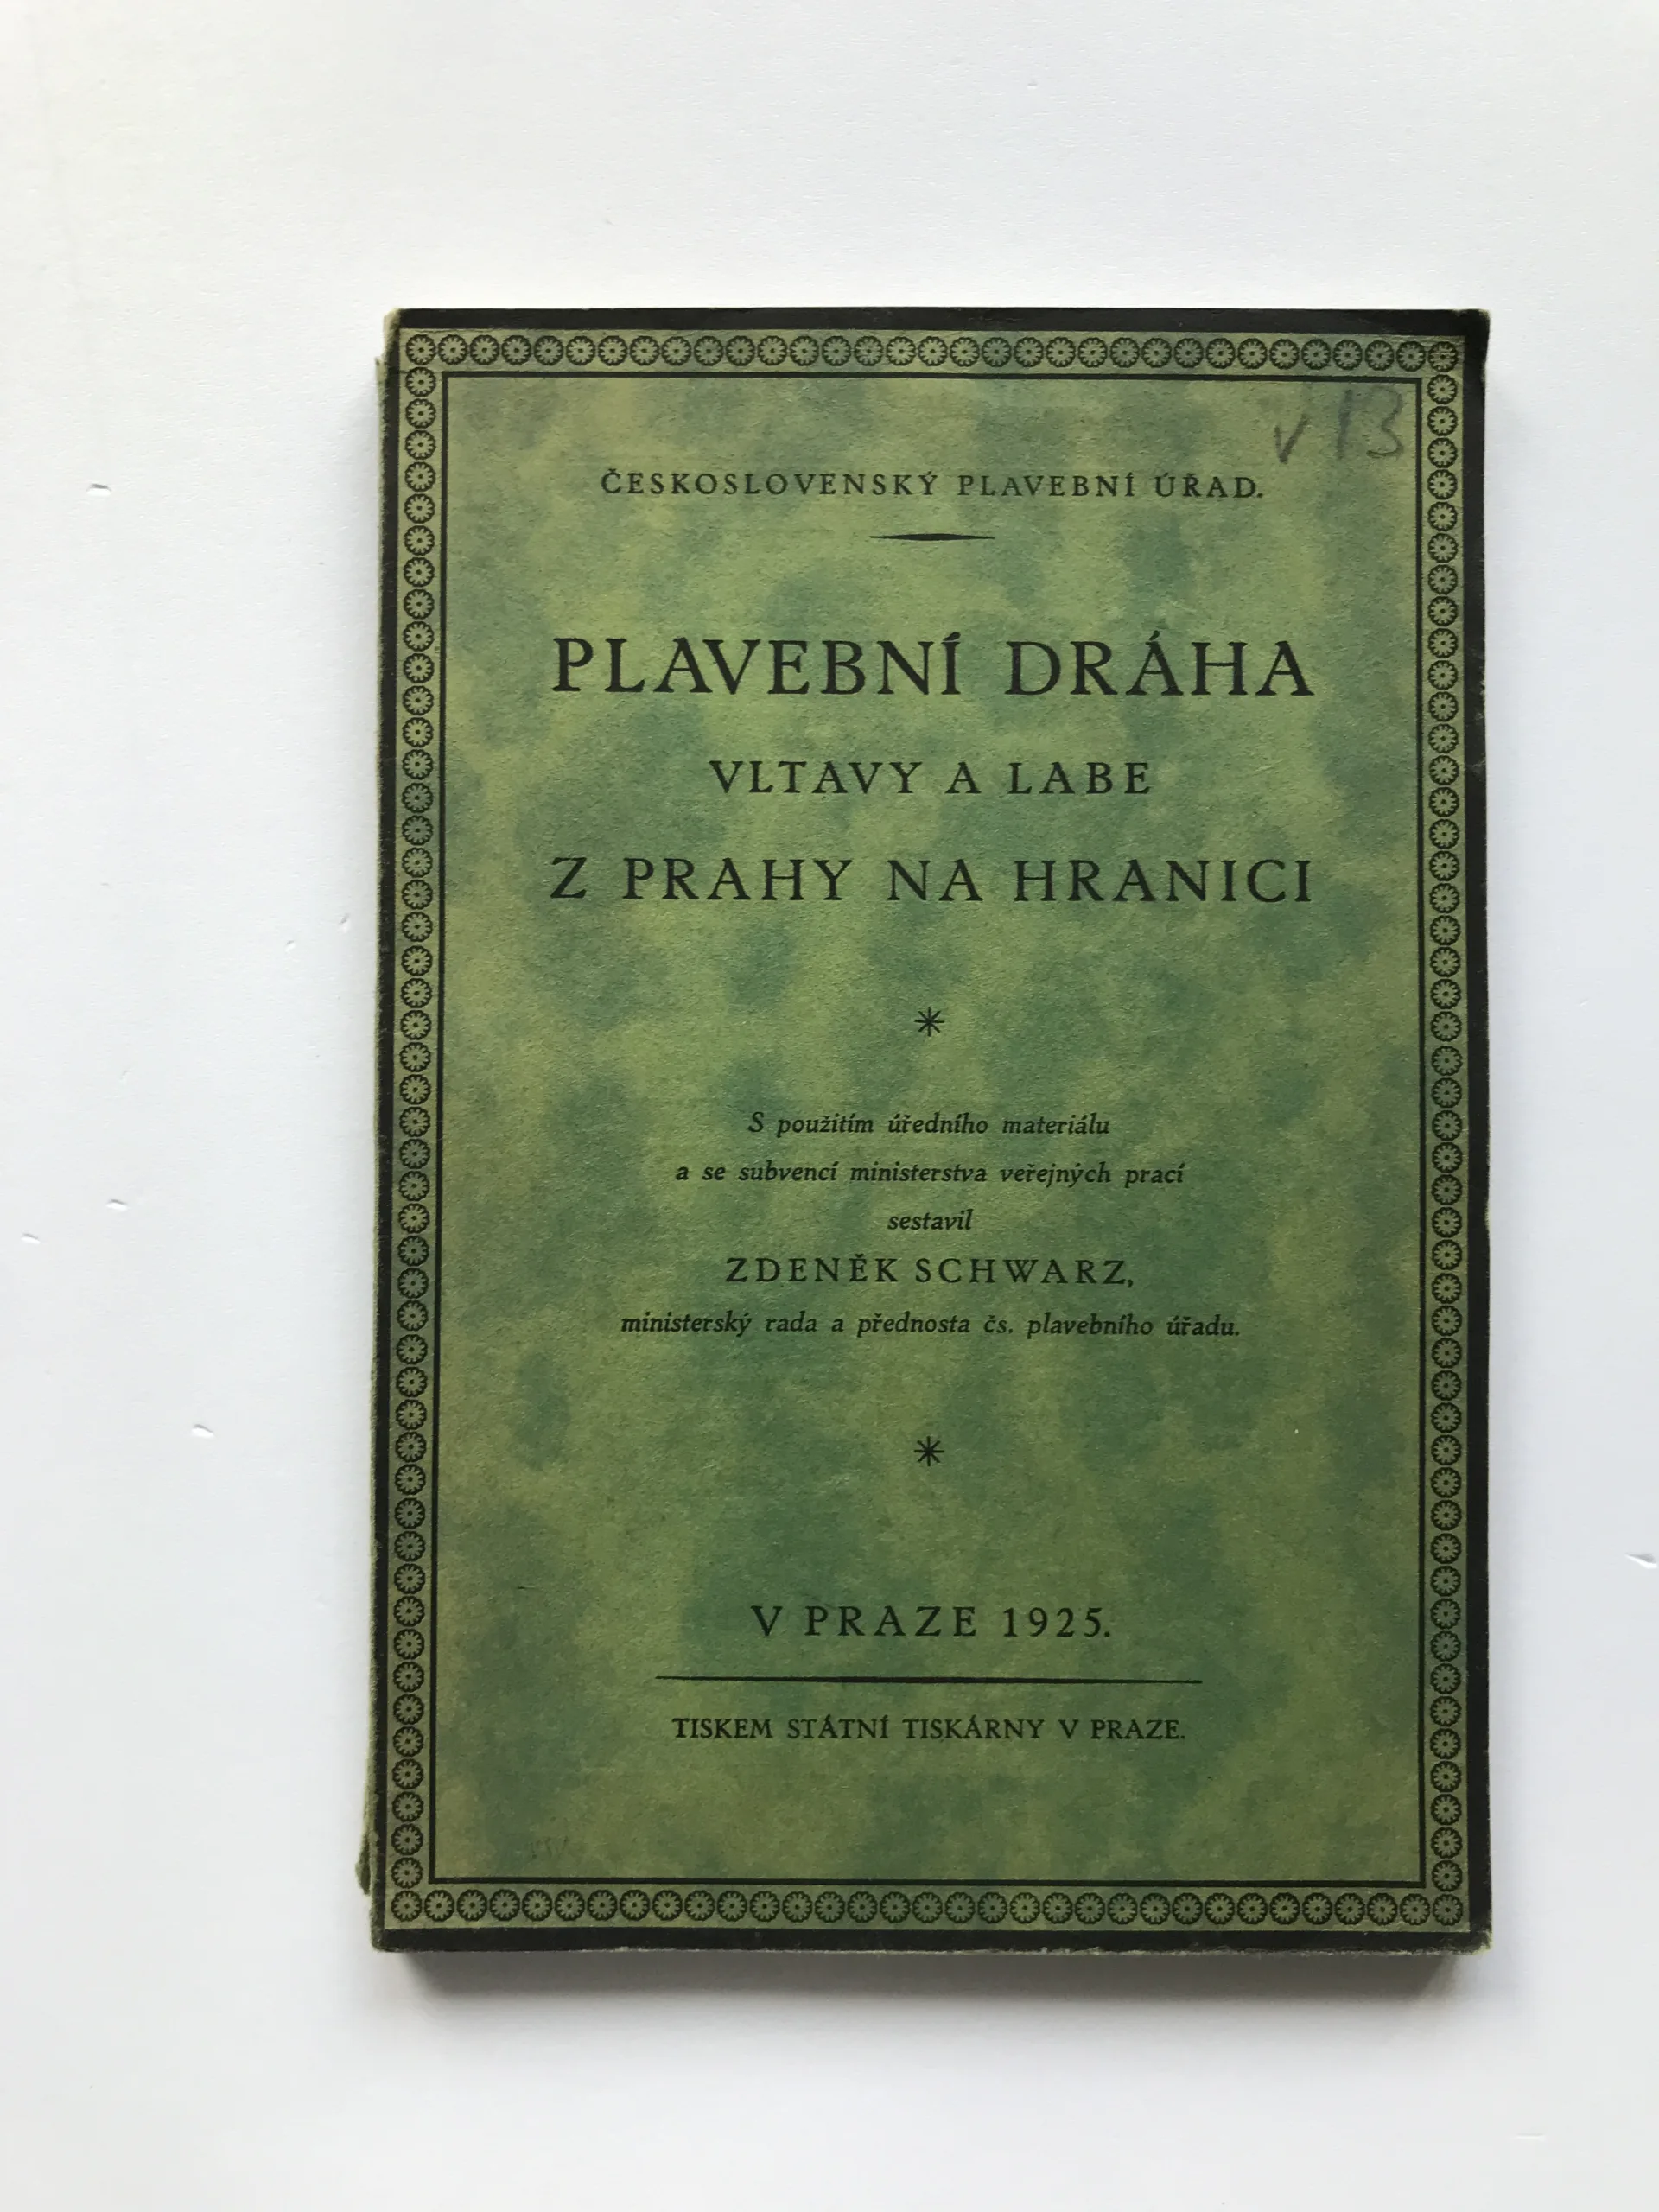 v 13
ČESKOSLOVENSKÝ PLAVEBNÍ ÚŘAD.
PLAVEBNÍ DRÁHA
VLTAVY A LABE
Z PRAHY NA HRANICI
*
S použitím úředního materiálu
a se subvencí ministerstva veřejných prací
sestavil
ZDENĚK SCHWARZ,
ministerský rada a přednosta čs. plavebního úřadu.
*
V PRAZE 1925.
TISKEM STÁTNÍ TISKÁRNY V PRAZE.